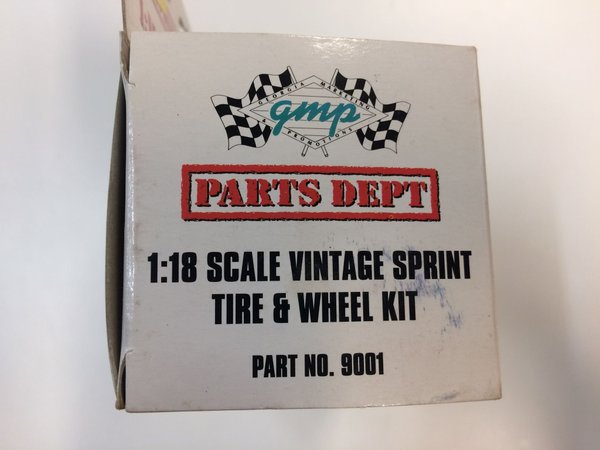 GEORGIA MARKETING
gmp
& PROMOTIONS
PARTS DEPT
1:18 SCALE VINTAGE SPRINT
TIRE & WHEEL KIT
PART NO. 9001